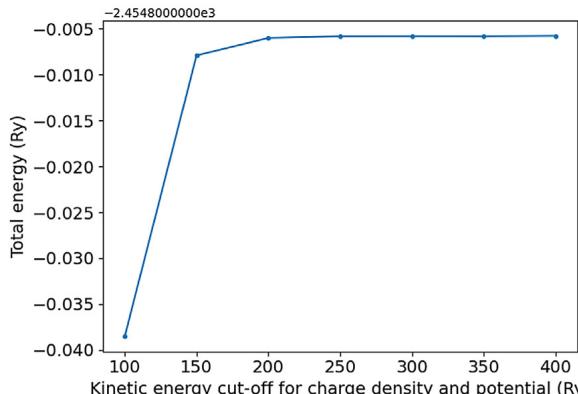 −2.4548000000e3
−0.005
−0.010
−0.015
−0.020
−0.025
−0.030
−0.035
−0.040
Total energy (Ry)
100 150 200 250 300 350 400
Kinetic energy cut-off for charge density and potential (Ry